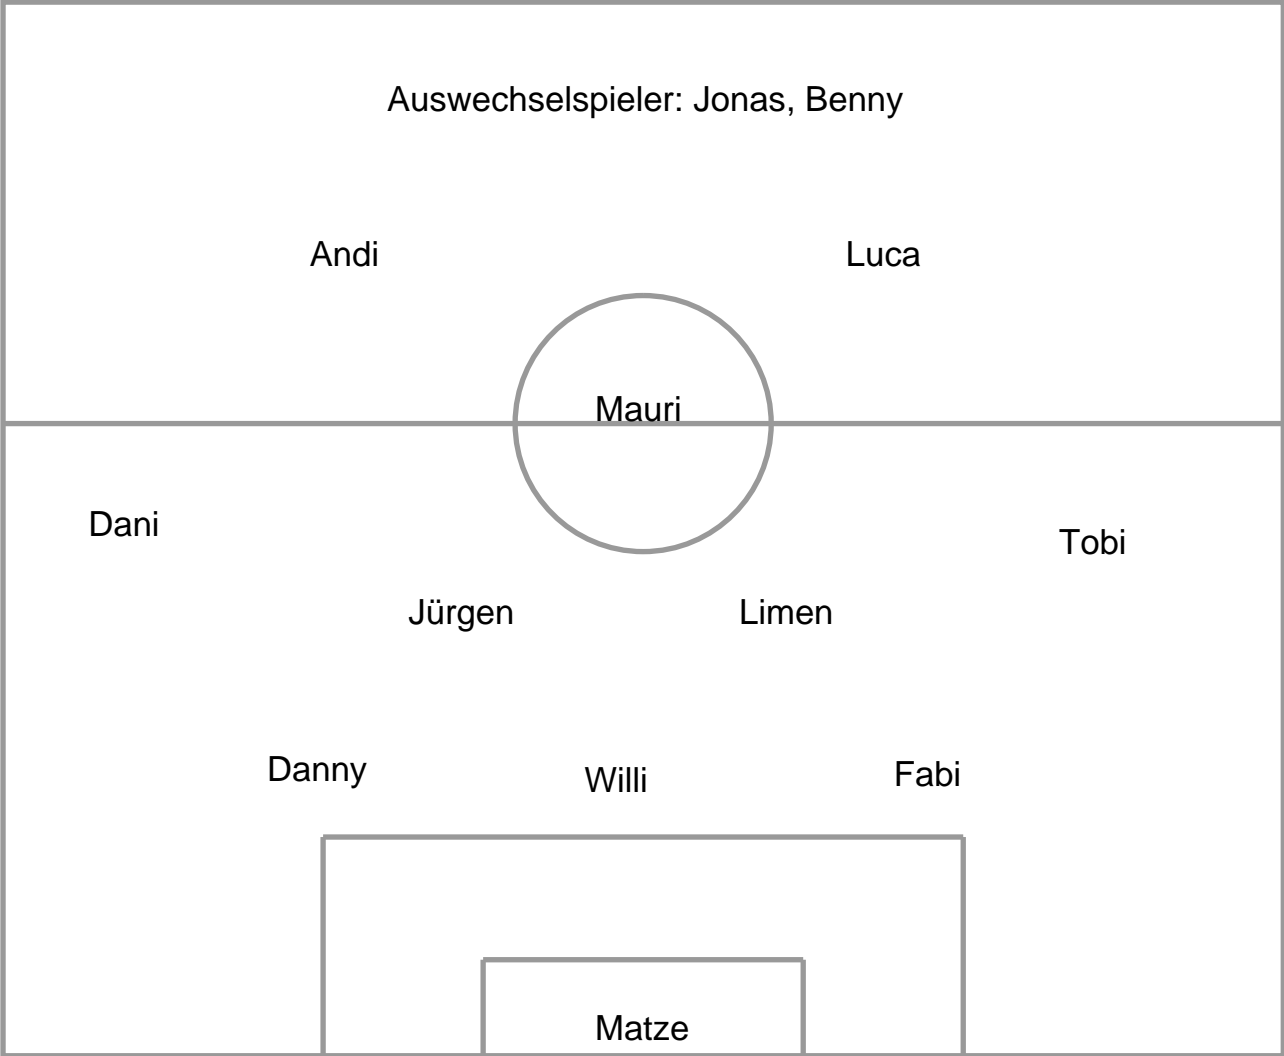 Auswechselspieler: Jonas, Benny
Andi
Luca
Mauri
Dani
Tobi
Jürgen
Limen
Danny
Willi
Fabi
Matze